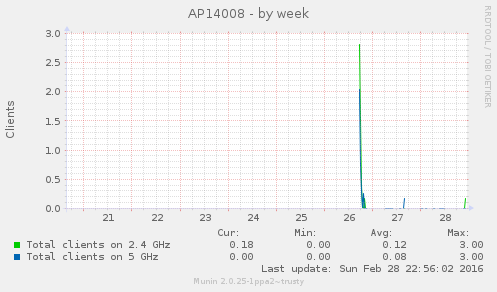 AP14008 - by week
RRDTOOL / TOBI OETIKER
Clients
3.0
2.5
2.0
1.5
1.0
0.5
0.0
21 22 23 24 25 26 27 28
Cur: Min: Avg: Max:
Total clients on 2.4 GHz 0.18 0.00 0.12 3.00
Total clients on 5 GHz 0.00 0.00 0.08 3.00
Last update: Sun Feb 28 22:56:02 2016
Munin 2.0.25-1ppa2~trusty